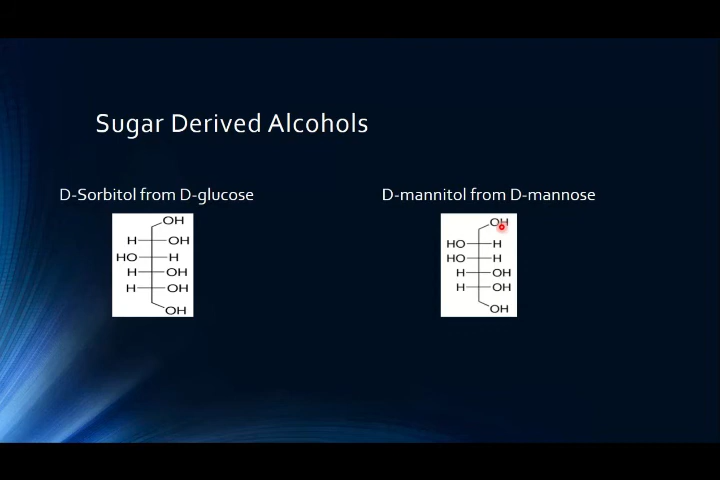 Sugar Derived Alcohols
D-Sorbitol from D-glucose
OH
H OH
HO H
H OH
H OH
OH
D-mannitol from D-mannose
OH
HO H
HO H
H OH
H OH
OH